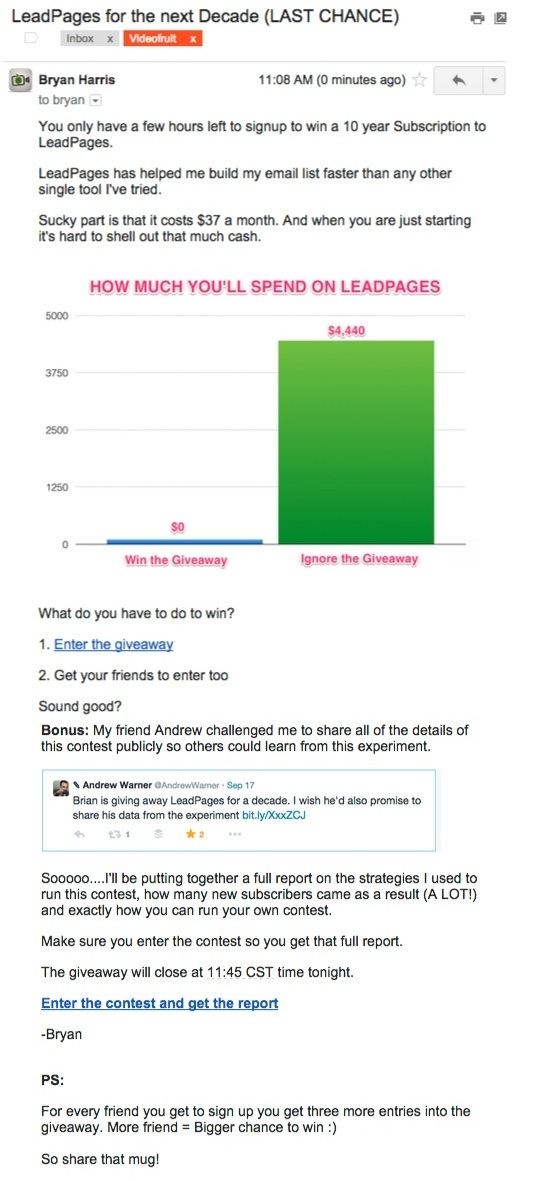 LeadPages for the next Decade (LAST CHANCE)
Inbox x Videofruit x
Bryan Harris 11:08 AM (0 minutes ago)
to bryan
You only have a few hours left to signup to win a 10 year Subscription to
LeadPages.
LeadPages has helped me build my email list faster than any other
single tool I've tried.
Sucky part is that it costs $37 a month. And when you are just starting
it's hard to shell out that much cash.
HOW MUCH YOU'LL SPEND ON LEADPAGES
5000
$4,440
3750
2500
1250
$0
0
Win the Giveaway Ignore the Giveaway
What do you have to do to win?
1. Enter the giveaway
2. Get your friends to enter too
Sound good?
Bonus: My friend Andrew challenged me to share all of the details of
this contest publicly so others could learn from this experiment.
Andrew Warner @AndrewWarner · Sep 17
Brian is giving away LeadPages for a decade. I wish he'd also promise to
share his data from the experiment bit.ly/XxxZCJ
1 2
Sooooo....I'll be putting together a full report on the strategies I used to
run this contest, how many new subscribers came as a result (A LOT!)
and exactly how you can run your own contest.
Make sure you enter the contest so you get that full report.
The giveaway will close at 11:45 CST time tonight.
Enter the contest and get the report
-Bryan
PS:
For every friend you get to sign up you get three more entries into the
giveaway. More friend = Bigger chance to win :)
So share that mug!